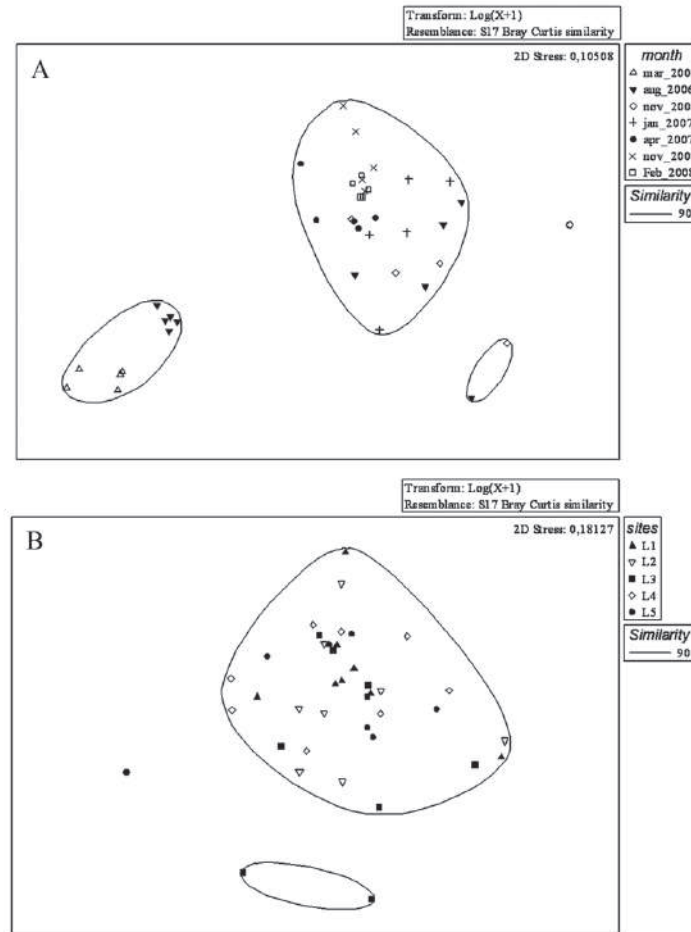 Transform: Log(X+1)
Resemblance: S17 Bray Curtis similarity
A
2D Stress: 0,10508
month
mar_200
aug_2006
nov_200
jan_2007
apr_2007
nov_200
Feb_2008
Similarity
90
Transform: Log(X+1)
Resemblance: S17 Bray Curtis similarity
B
2D Stress: 0,18127
sites
L1
L2
L3
L4
L5
Similarity
90